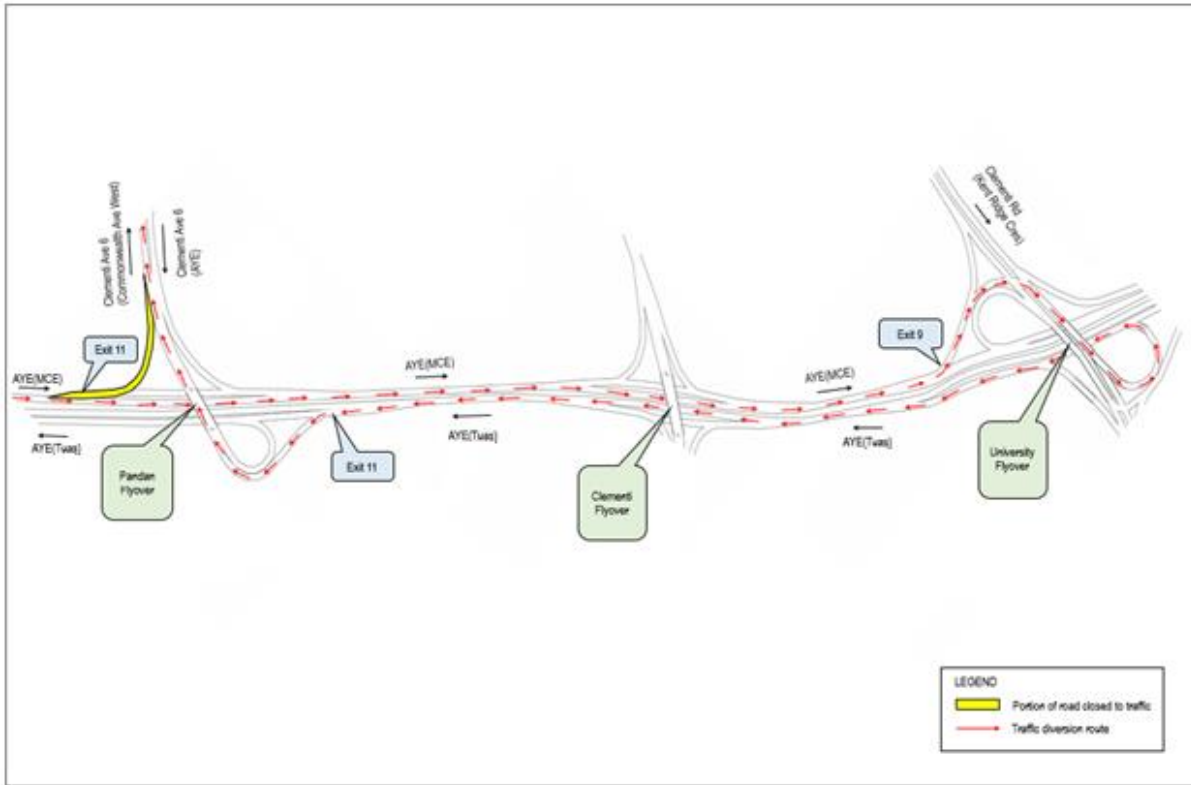 Clementi Ave 6
(Commonwealth Ave West)
Clementi Ave 6
(AYE)
Clementi Rd
(Kent Ridge Cres)
Exit 11
AYE(MCE)
AYE(Tuas)
Pandan
Flyover
Exit 11
AYE(MCE)
AYE(Tuas)
Clementi
Flyover
Exit 9
AYE(MCE)
AYE(Tuas)
University
Flyover
LEGEND
Portion of road closed to traffic
Traffic diversion route